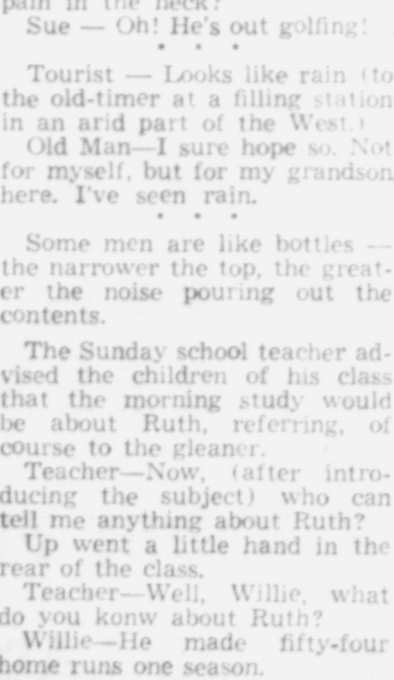 pain in the neck?
Sue — Oh! He's out golfing!
• • •
Tourist — Looks like rain (to
the old-timer at a filling station
in an arid part of the West.)
Old Man—I sure hope so. Not
for myself, but for my grandson
here. I've seen rain.
• • •
Some men are like bottles —
the narrower the top, the great-
er the noise pouring out the
contents.
The Sunday school teacher ad-
vised the children of his class
that the morning study would
be about Ruth, referring, of
course to the gleaner.
Teacher—Now, (after intro-
ducing the subject) who can
tell me anything about Ruth?
Up went a little hand in the
rear of the class.
Teacher—Well, Willie, what
do you konw about Ruth?
Willie—He made fifty-four
home runs one season.